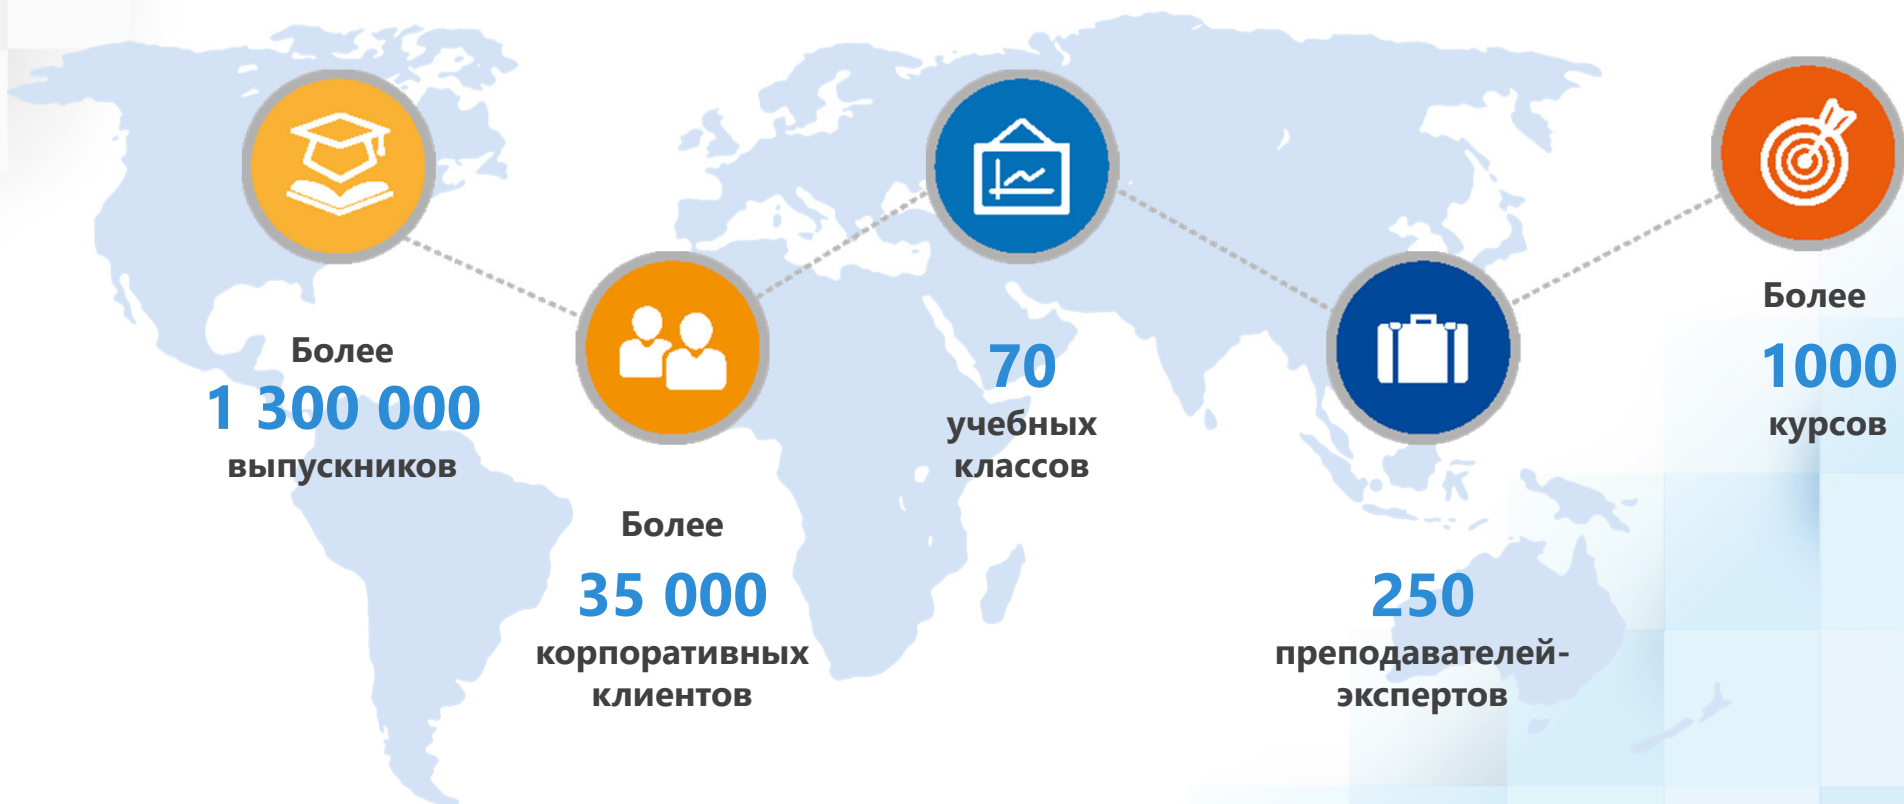 Более
1 300 000
выпускников
Более
35 000
корпоративных
клиентов
70
учебных
классов
250
преподавателей-
экспертов
Более
1000
курсов